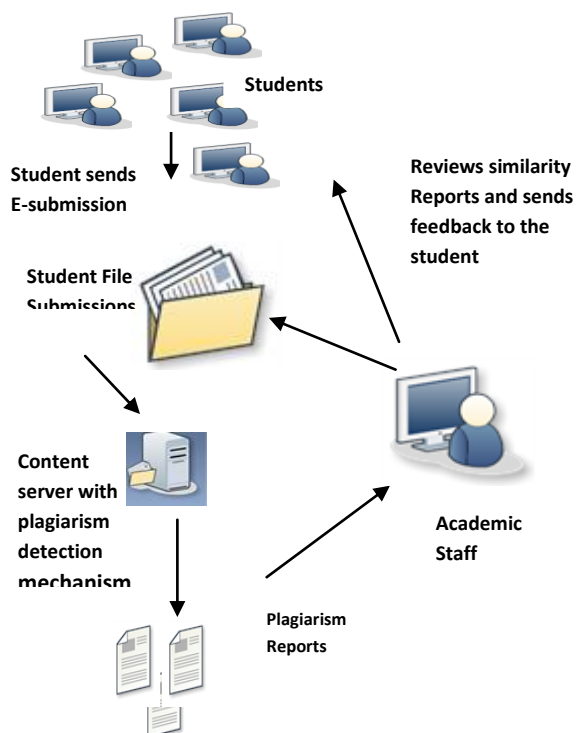 Students
Student sends
E-submission
Reviews similarity
Reports and sends
feedback to the
student
Student File
Submissions
Content
server with
plagiarism
detection
mechanism
Academic
Staff
Plagiarism
Reports